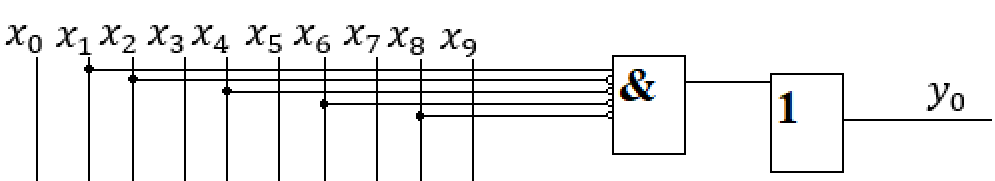 x₀ x₁ x₂ x₃ x₄ x₅ x₆ x₇ x₈ x₉
& 1 y₀